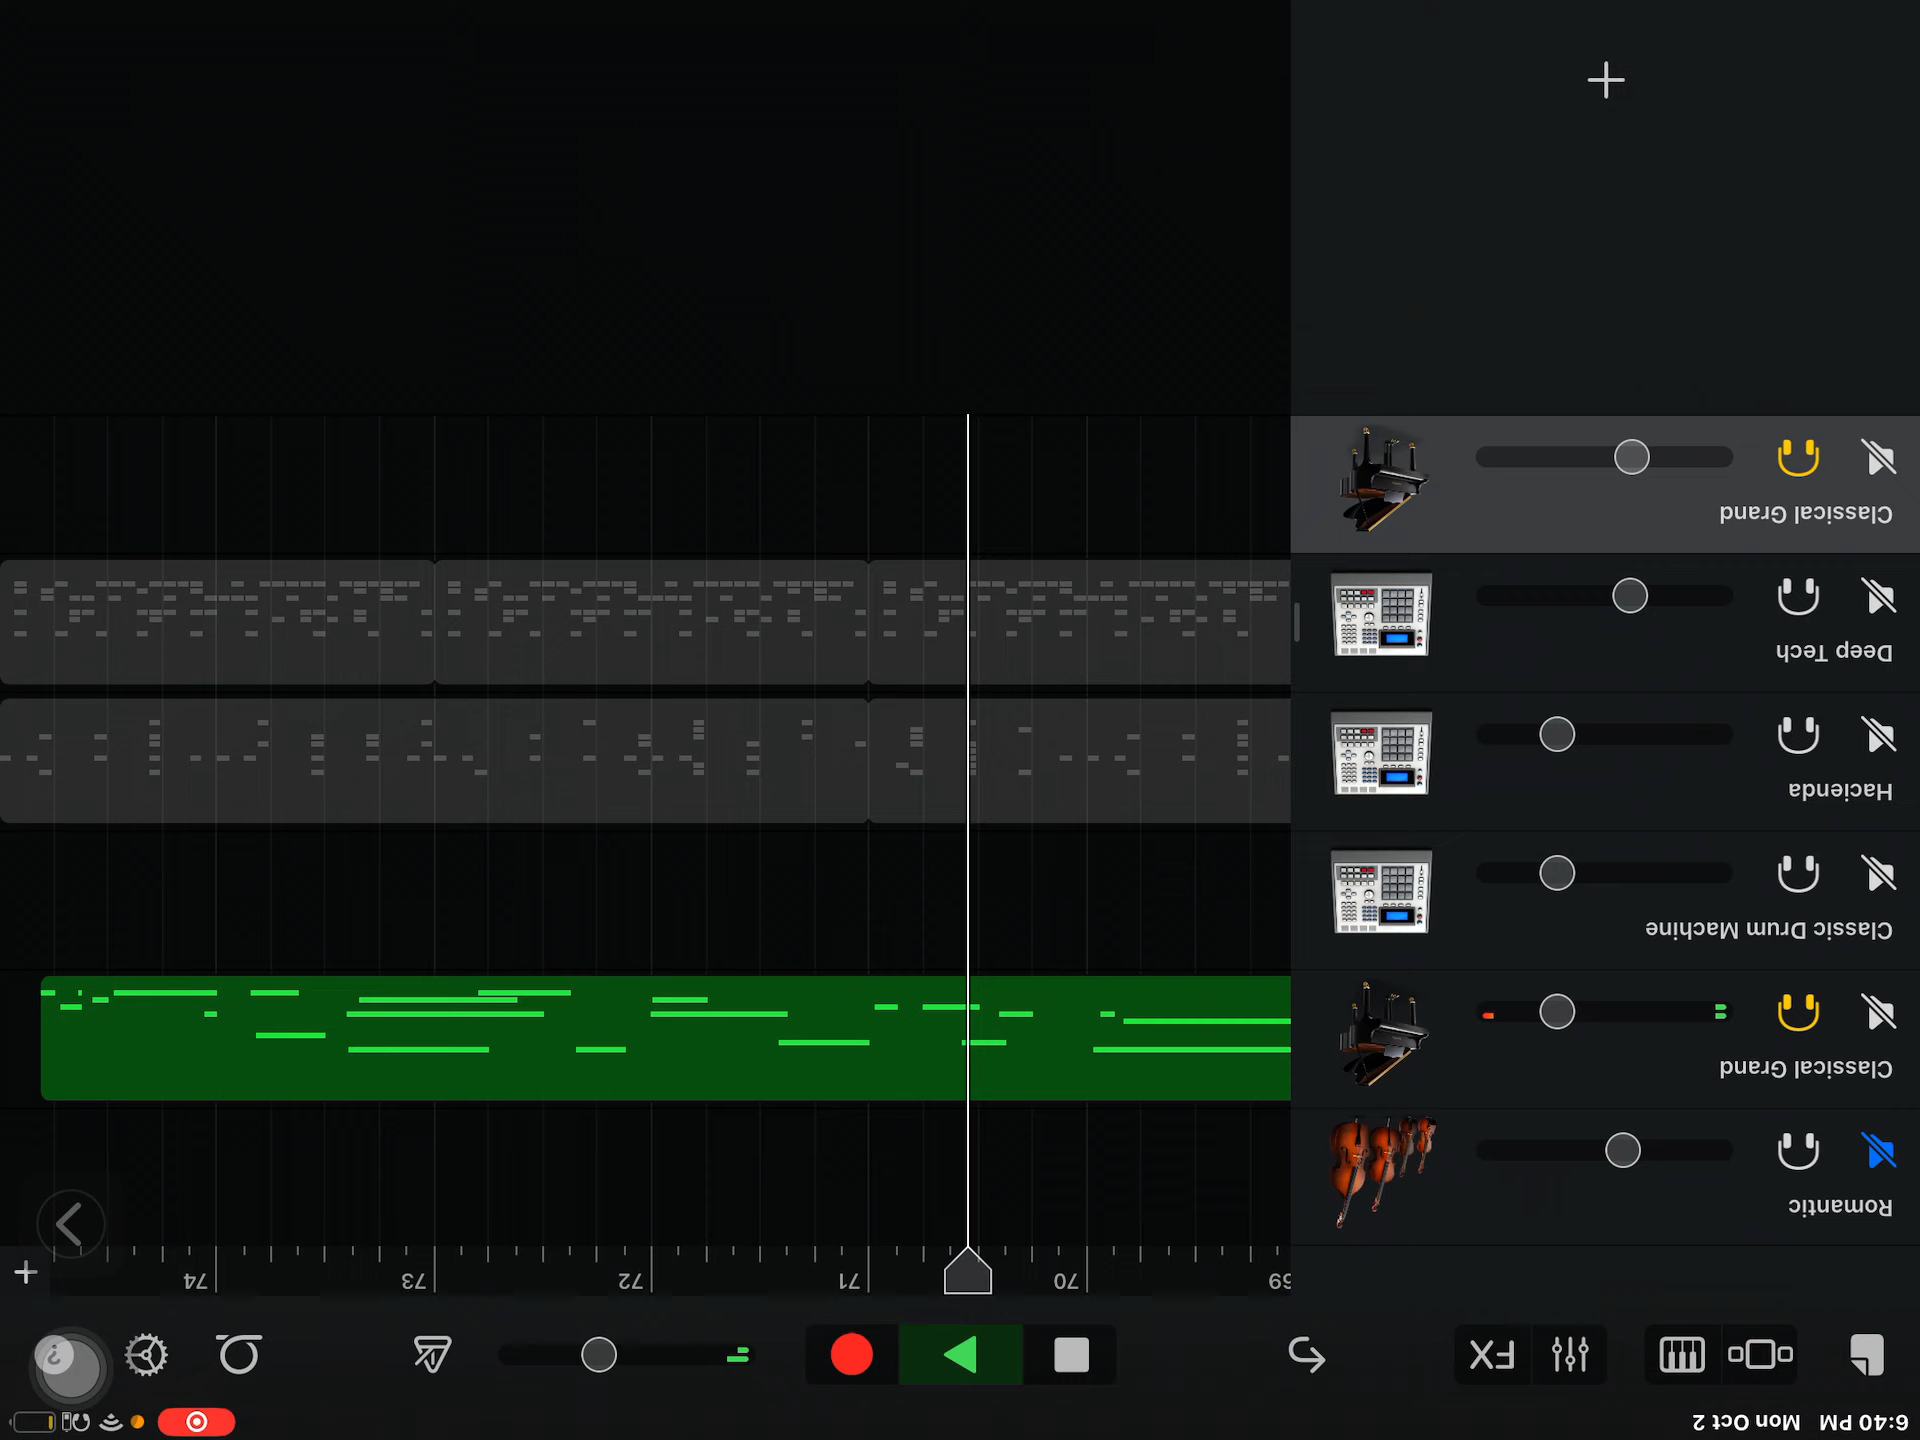 6:40 PM Mon Oct 2
FX
?
69 70 71 72 73 74
Romantic
Classical Grand
Classic Drum Machine
Hacienda
Deep Tech
Classical Grand